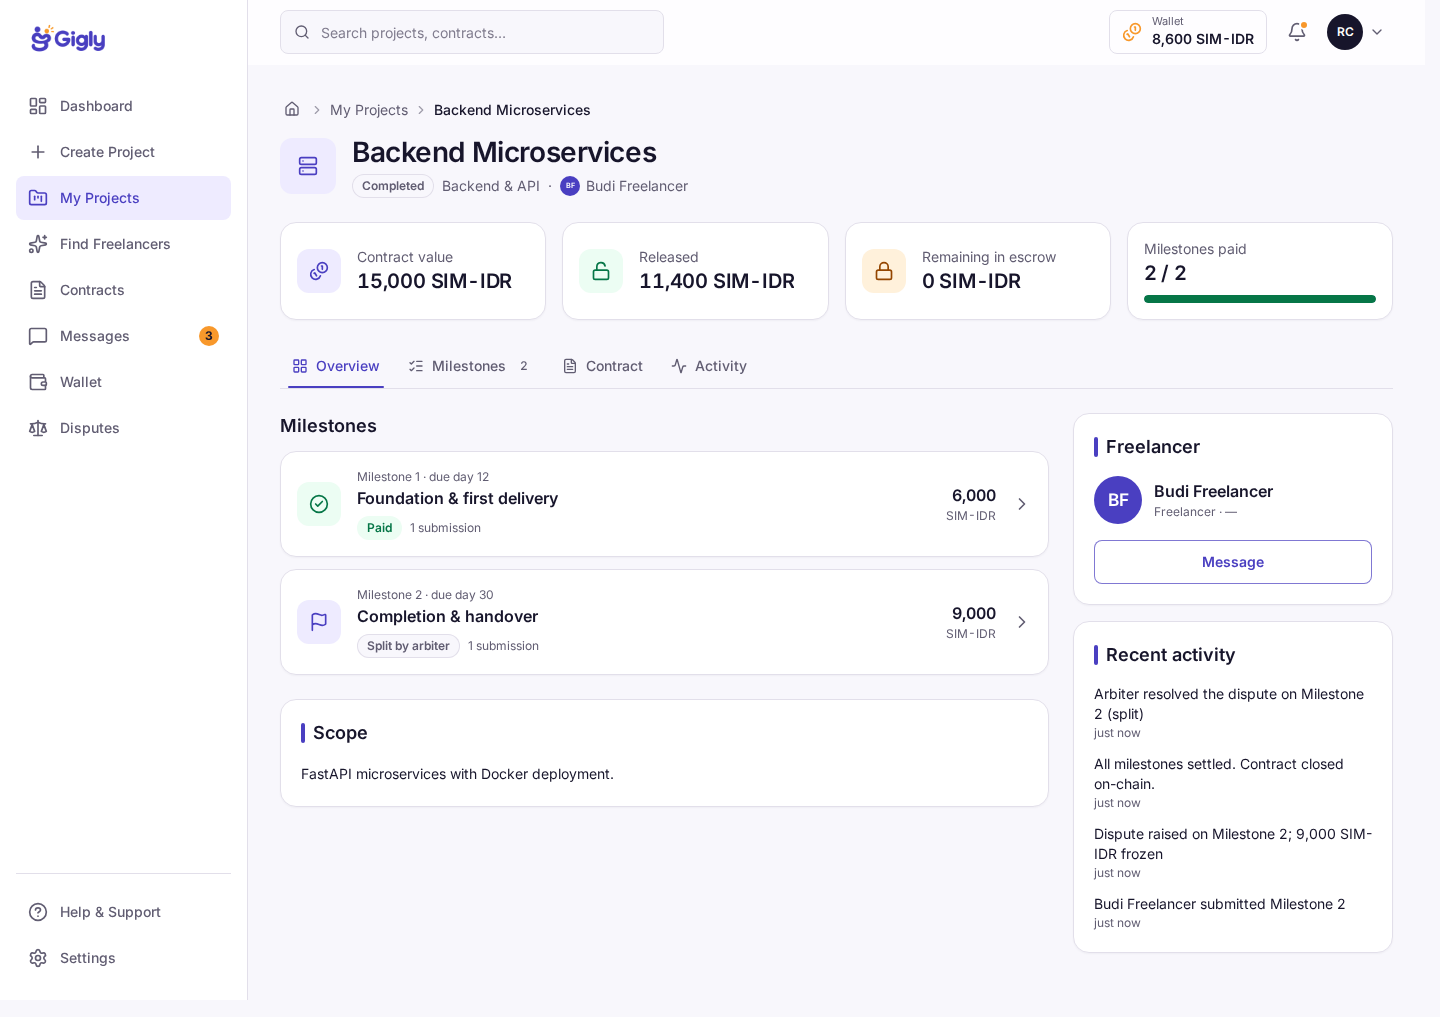 Gigly
Search projects, contracts...
Wallet
8,600 SIM-IDR
RC
Dashboard
Create Project
My Projects
Find Freelancers
Contracts
Messages
3
Wallet
Disputes
Help & Support
Settings
My Projects
Backend Microservices
Backend Microservices
Completed
Backend & API · BF Budi Freelancer
Contract value
15,000 SIM-IDR
Released
11,400 SIM-IDR
Remaining in escrow
0 SIM-IDR
Milestones paid
2 / 2
Overview
Milestones 2
Contract
Activity
Milestones
Milestone 1 · due day 12
Foundation & first delivery
Paid
1 submission
6,000
SIM-IDR
Milestone 2 · due day 30
Completion & handover
Split by arbiter
1 submission
9,000
SIM-IDR
Scope
FastAPI microservices with Docker deployment.
Freelancer
BF
Budi Freelancer
Freelancer · —
Message
Recent activity
Arbiter resolved the dispute on Milestone
2 (split)
just now
All milestones settled. Contract closed
on-chain.
just now
Dispute raised on Milestone 2; 9,000 SIM-
IDR frozen
just now
Budi Freelancer submitted Milestone 2
just now